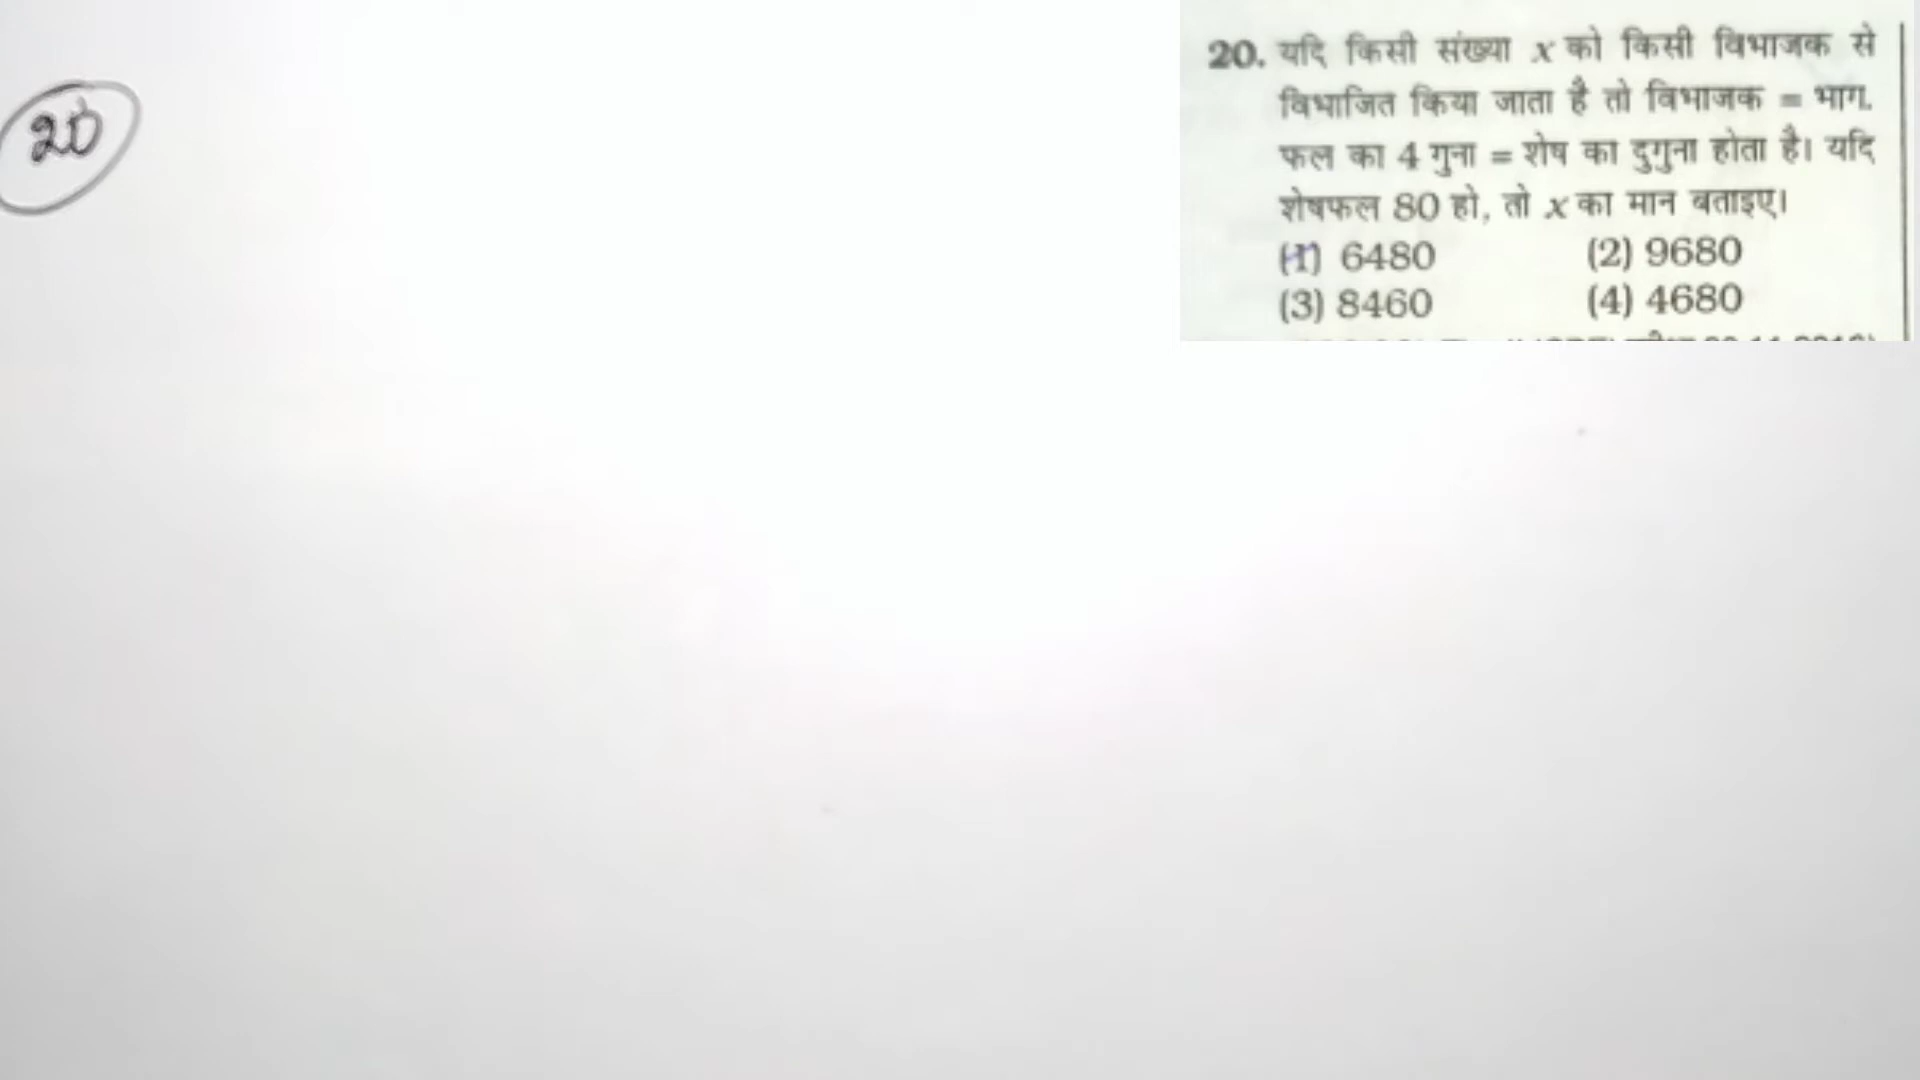 20
20. यदि किसी संख्या x को किसी विभाजक से
विभाजित किया जाता है तो विभाजक = भाग.
फल का 4 गुना = शेष का दुगुना होता है। यदि
शेषफल 80 हो, तो x का मान बताइए।
(1) 6480 (2) 9680
(3) 8460 (4) 4680